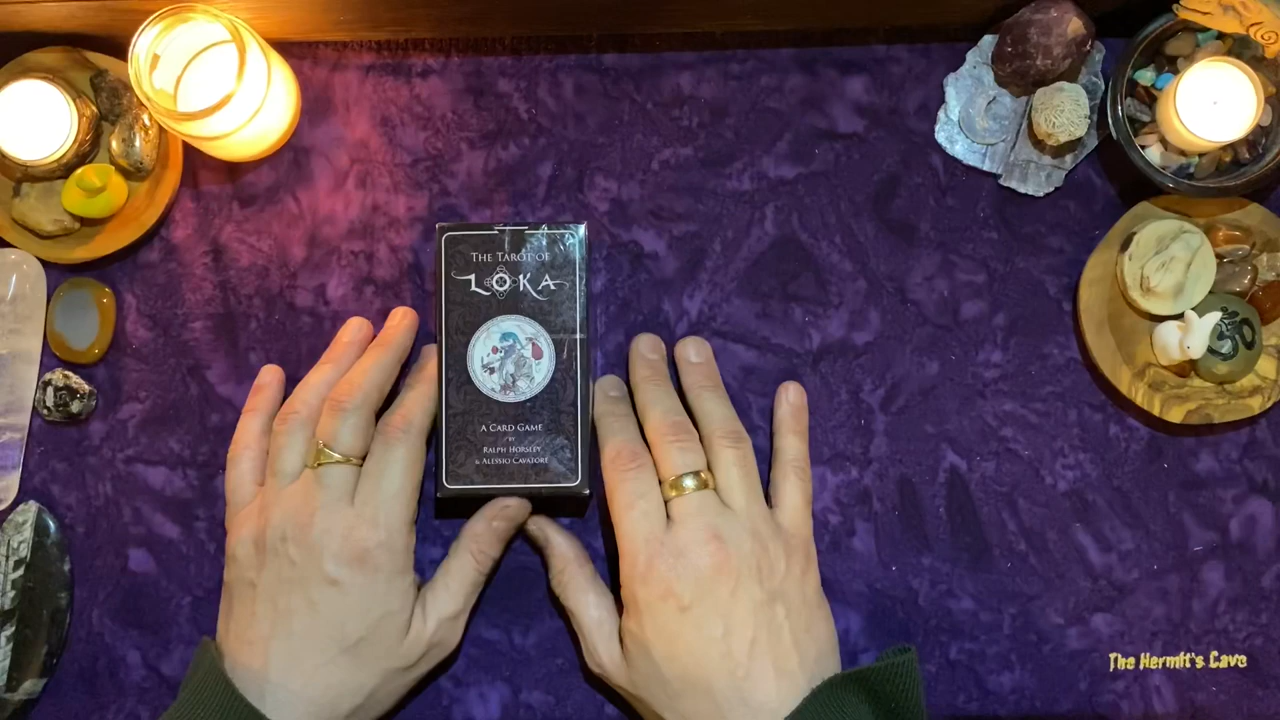 THE TAROT OF
LOKA
A CARD GAME
BY
RALPH HORSLEY
& ALESSIO CAVATORE
The Hermit's Cave